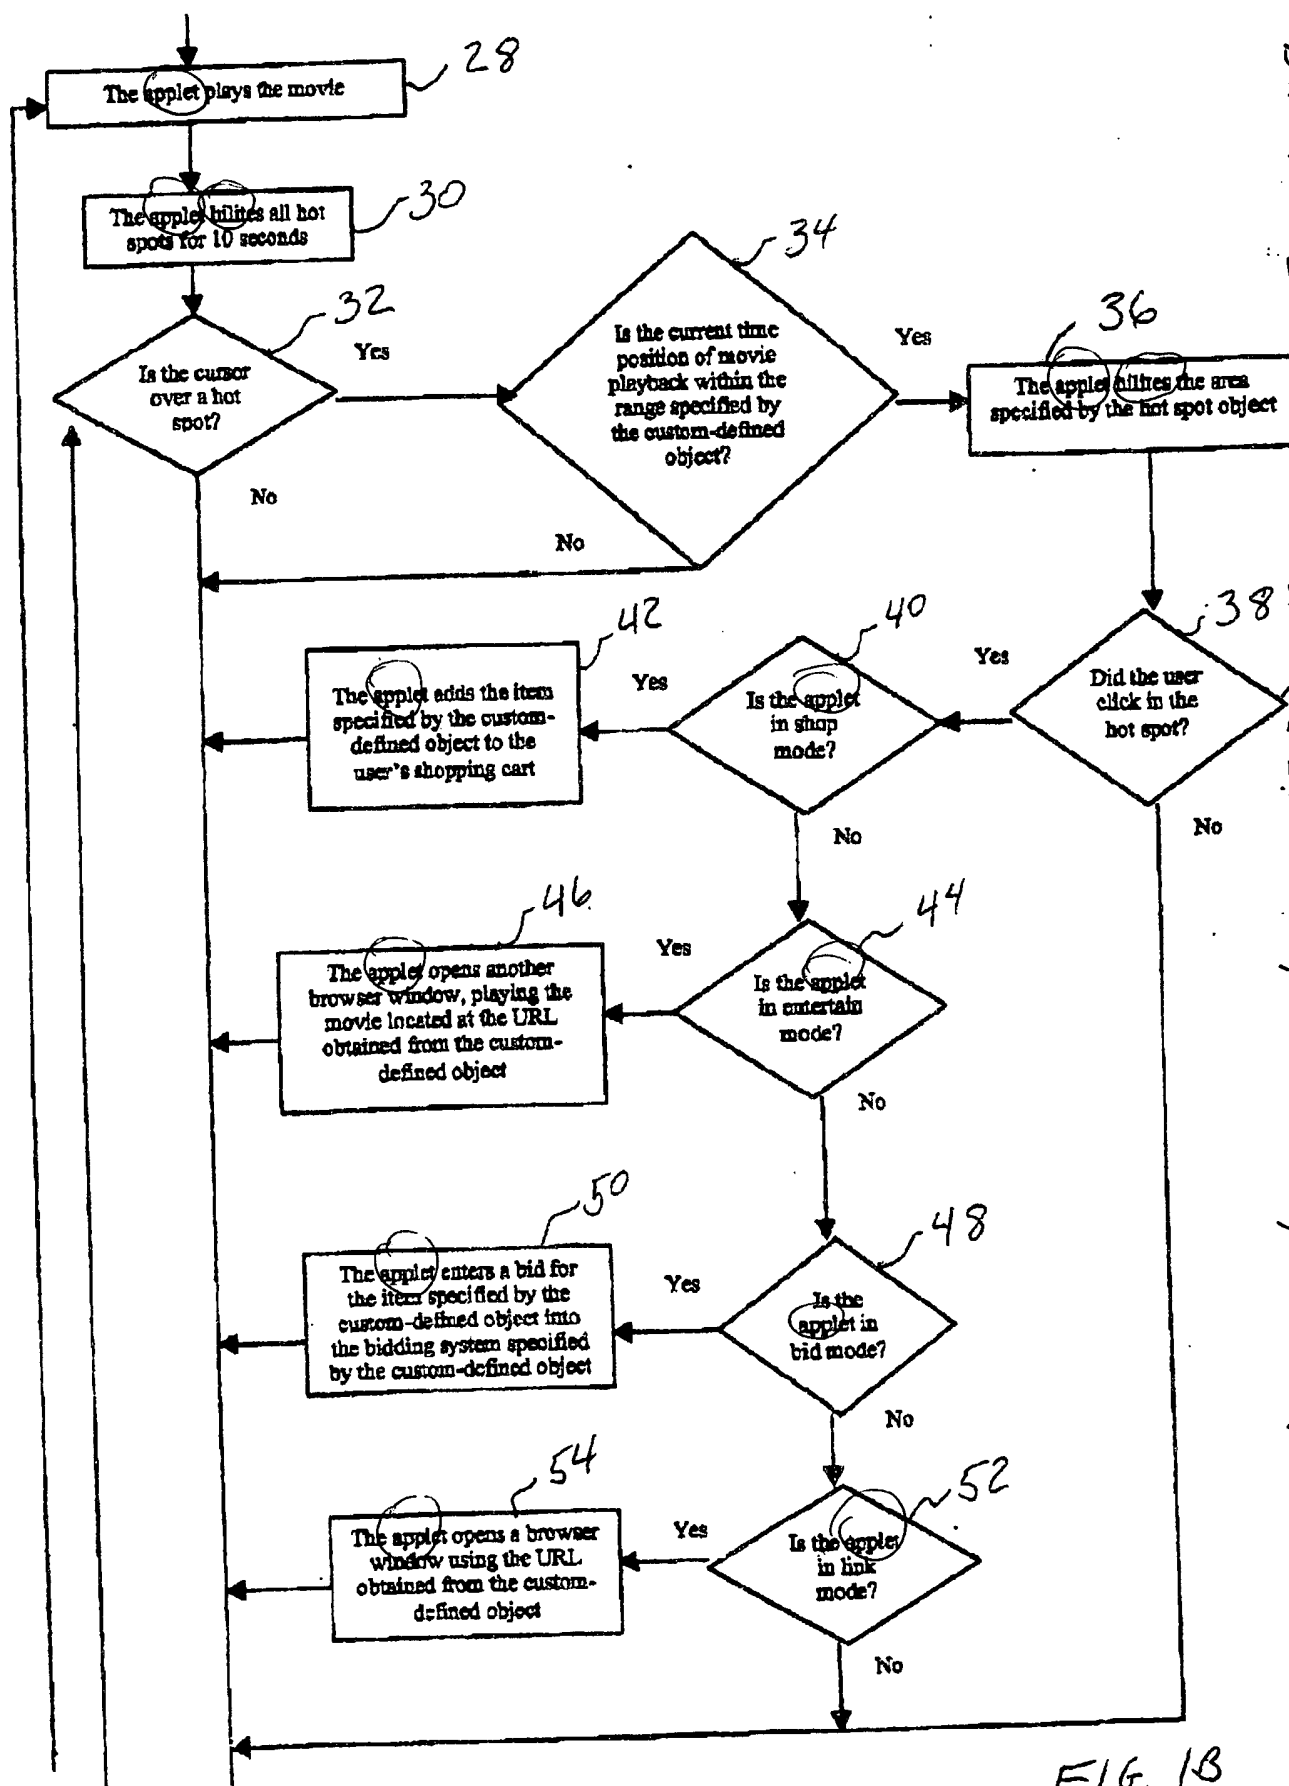 28
The applet plays the movie
30
The applet hilites all hot
spots for 10 seconds
32
Is the cursor
over a hot
spot?
Yes
No
34
Is the current time
position of movie
playback within the
range specified by
the custom-defined
object?
Yes
No
36
The applet hilites the area
specified by the hot spot object
38
Did the user
click in the
hot spot?
Yes
No
40
Is the applet
in shop
mode?
Yes
No
42
The applet adds the item
specified by the custom-
defined object to the
user's shopping cart
44
Is the applet
in entertain
mode?
Yes
No
46
The applet opens another
browser window, playing the
movie located at the URL
obtained from the custom-
defined object
48
Is the
applet in
bid mode?
Yes
No
50
The applet enters a bid for
the item specified by the
custom-defined object into
the bidding system specified
by the custom-defined object
52
Is the applet
in link
mode?
Yes
No
54
The applet opens a browser
window using the URL
obtained from the custom-
defined object
FIG. 1B